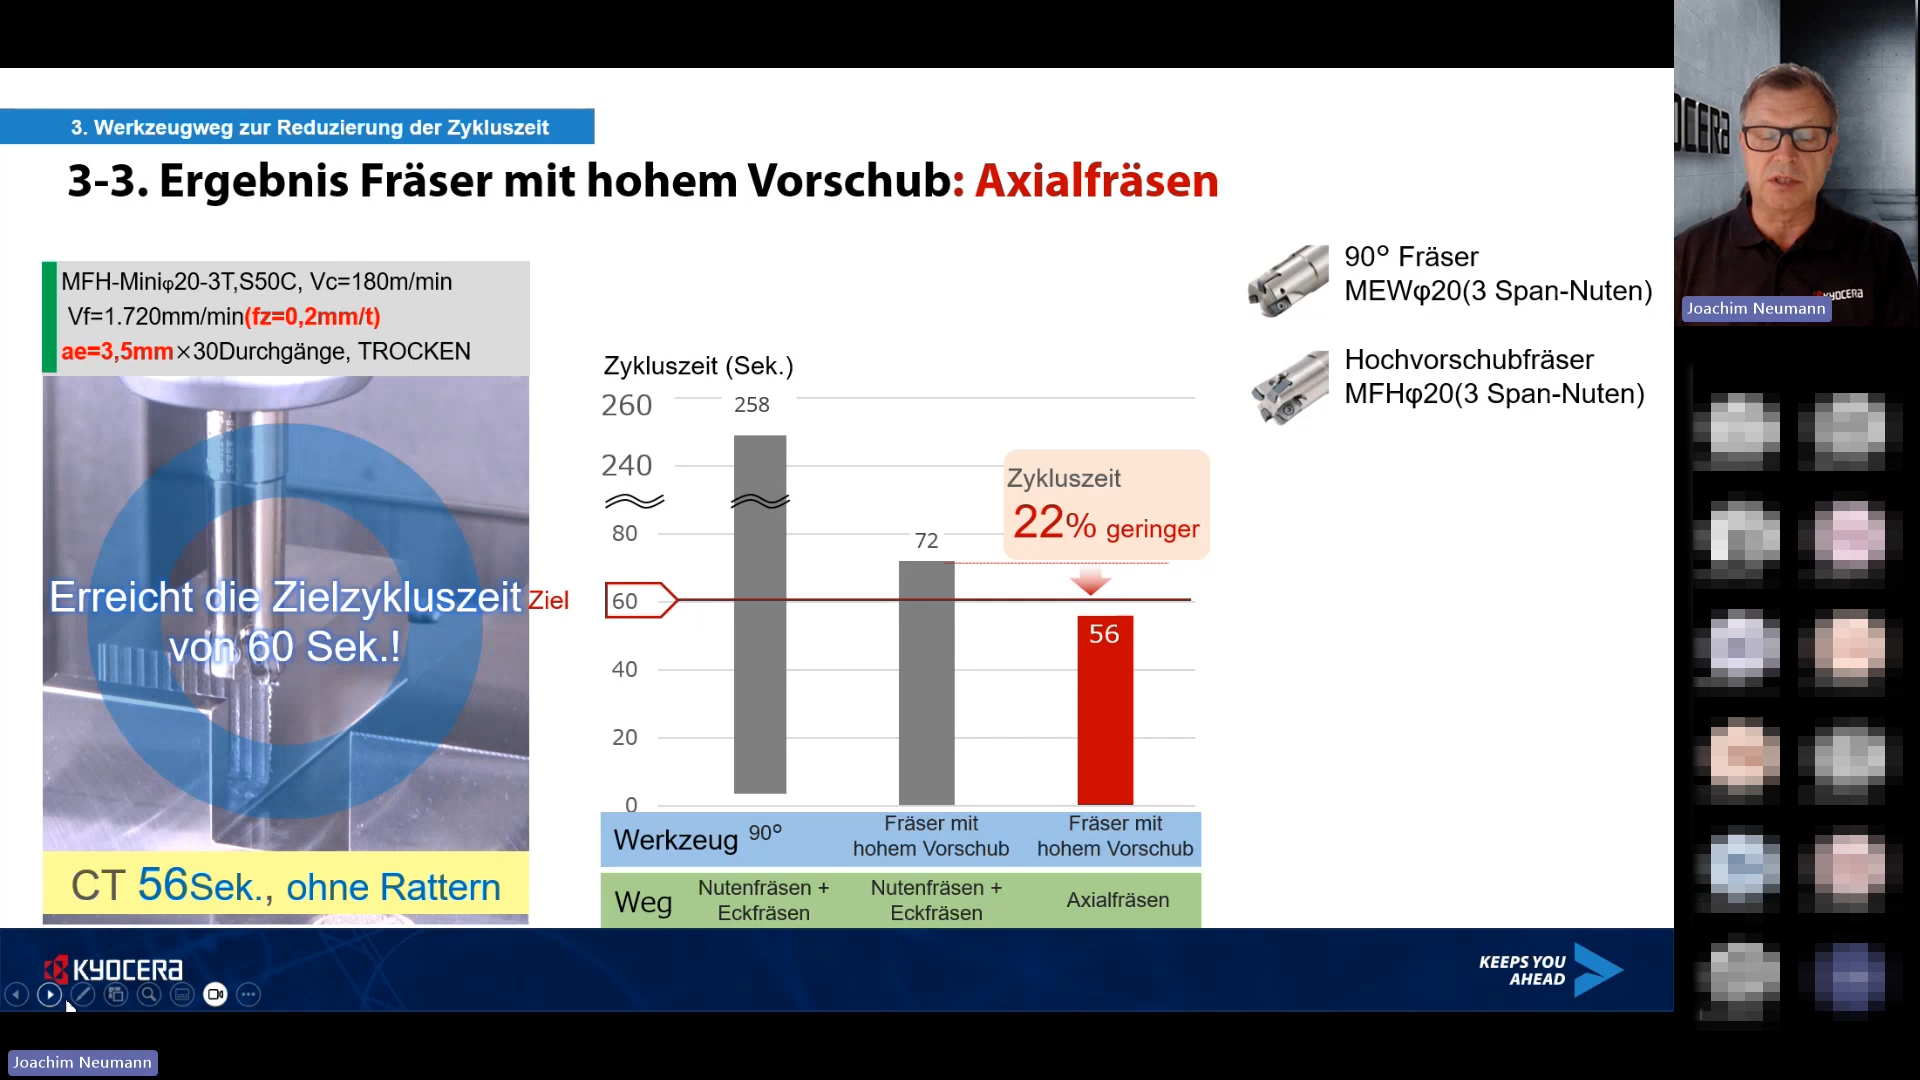 3. Werkzeugweg zur Reduzierung der Zykluszeit
3-3. Ergebnis Fräser mit hohem Vorschub: Axialfräsen
MFH-Miniφ20-3T,S50C, Vc=180m/min
Vf=1.720mm/min(fz=0,2mm/t)
ae=3,5mm×30Durchgänge, TROCKEN
Erreicht die Zielzykluszeit
von 60 Sek.!
CT 56Sek., ohne Rattern
Zykluszeit (Sek.)
260
240
80
Ziel
60
40
20
0
258
72
56
Zykluszeit
22% geringer
Werkzeug
90°
Fräser mit
hohem Vorschub
Fräser mit
hohem Vorschub
Weg
Nutenfräsen +
Eckfräsen
Nutenfräsen +
Eckfräsen
Axialfräsen
90° Fräser
MEWφ20(3 Span-Nuten)
Hochvorschubfräser
MFHφ20(3 Span-Nuten)
KYOCERA
KEEPS YOU
AHEAD
OCERA
KYOCERA
Joachim Neumann
Joachim Neumann